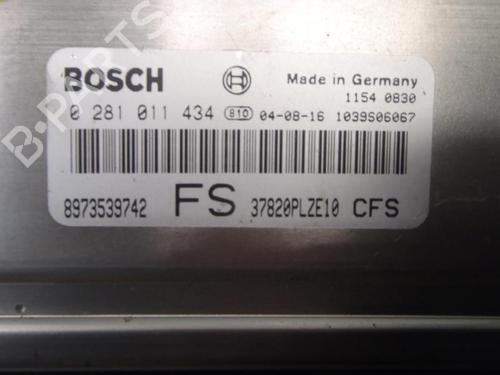 B-PARTS
BOSCH Made in Germany
1154 0830
0 281 011 434 810 04-08-16 1039S06067
8973539742 FS 37820PLZE10 CFS